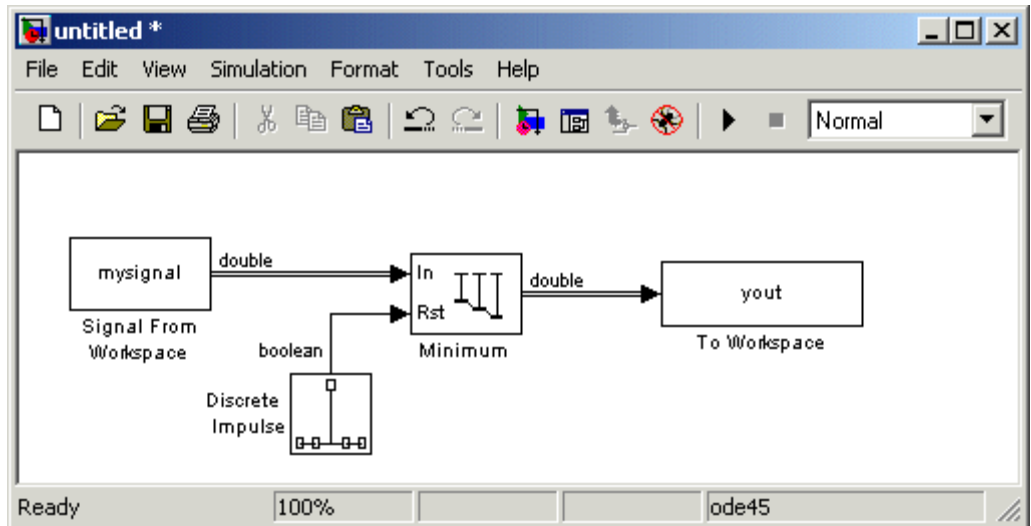 untitled *
File Edit View Simulation Format Tools Help
Normal
mysignal
double
In
Rst
double
yout
Signal From
Workspace
boolean
Minimum
To Workspace
Discrete
Impulse
Ready 100% ode45